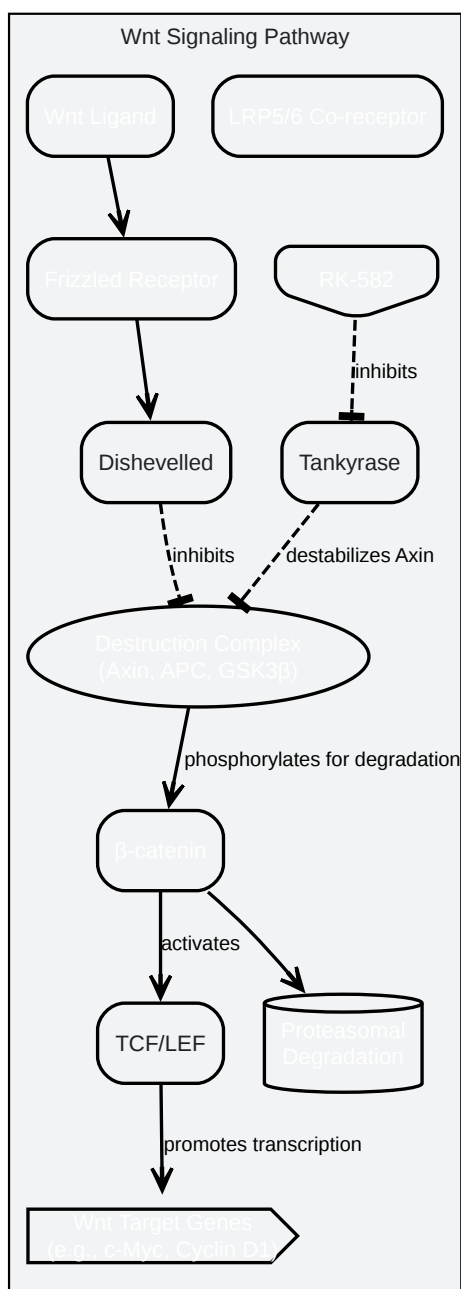 Wnt Signaling Pathway
Wnt Ligand
LRP5/6 Co-receptor
Frizzled Receptor
RK-582
inhibits
Dishevelled
Tankyrase
inhibits
destabilizes Axin
Destruction Complex
(Axin, APC, GSK3β)
phosphorylates for degradation
β-catenin
activates
TCF/LEF
Proteasomal
Degradation
promotes transcription
Wnt Target Genes
(e.g., c-Myc, Cyclin D1)